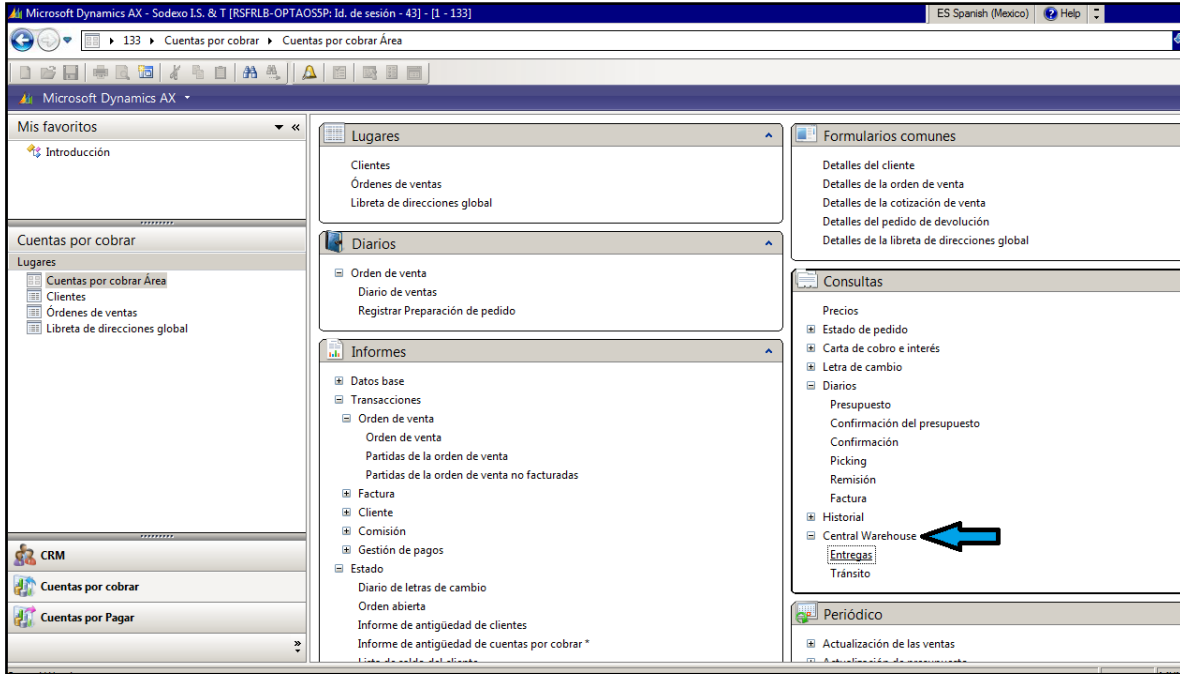 Microsoft Dynamics AX - Sodexo I.S. & T [RSFRLB-OPTAOS5P: Id. de sesión - 43] - [1 - 133]
ES Spanish (Mexico) Help
133 Cuentas por cobrar Cuentas por cobrar Área
Microsoft Dynamics AX
Mis favoritos
Introducción
Cuentas por cobrar
Lugares
Cuentas por cobrar Área
Clientes
Órdenes de ventas
Libreta de direcciones global
CRM
Cuentas por cobrar
Cuentas por Pagar
Lugares
Clientes
Órdenes de ventas
Libreta de direcciones global
Diarios
Orden de venta
Diario de ventas
Registrar Preparación de pedido
Informes
Datos base
Transacciones
Orden de venta
Orden de venta
Partidas de la orden de venta
Partidas de la orden de venta no facturadas
Factura
Cliente
Comisión
Gestión de pagos
Estado
Diario de letras de cambio
Orden abierta
Informe de antigüedad de clientes
Informe de antigüedad de cuentas por cobrar *
Formularios comunes
Detalles del cliente
Detalles de la orden de venta
Detalles de la cotización de venta
Detalles del pedido de devolución
Detalles de la libreta de direcciones global
Consultas
Precios
Estado de pedido
Carta de cobro e interés
Letra de cambio
Diarios
Presupuesto
Confirmación del presupuesto
Confirmación
Picking
Remisión
Factura
Historial
Central Warehouse
Entregas
Tránsito
Periódico
Actualización de las ventas